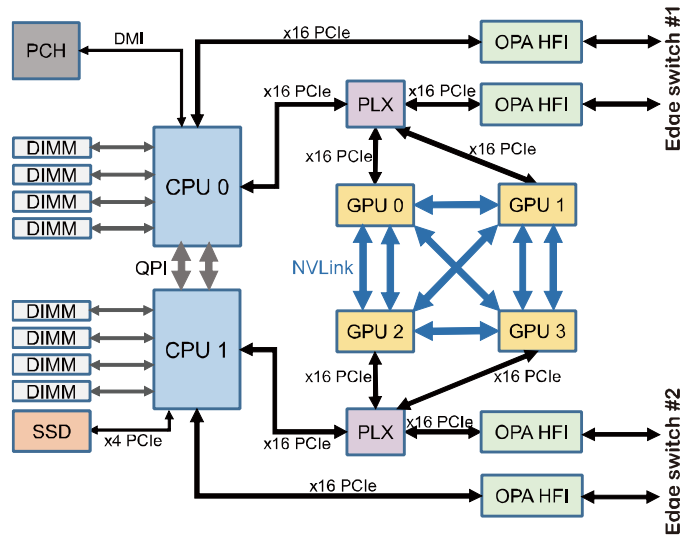 x16 PCIe
PCH
DMI
OPA HFI
Edge switch #1
x16 PCIe
PLX
x16 PCIe
OPA HFI
DIMM
DIMM
DIMM
DIMM
CPU 0
x16 PCIe
x16 PCIe
GPU 0
GPU 1
QPI
NVLink
DIMM
DIMM
DIMM
DIMM
CPU 1
GPU 2
GPU 3
x16 PCIe
x16 PCIe
SSD
x4 PCIe
x16 PCIe
PLX
x16 PCIe
OPA HFI
Edge switch #2
x16 PCIe
OPA HFI